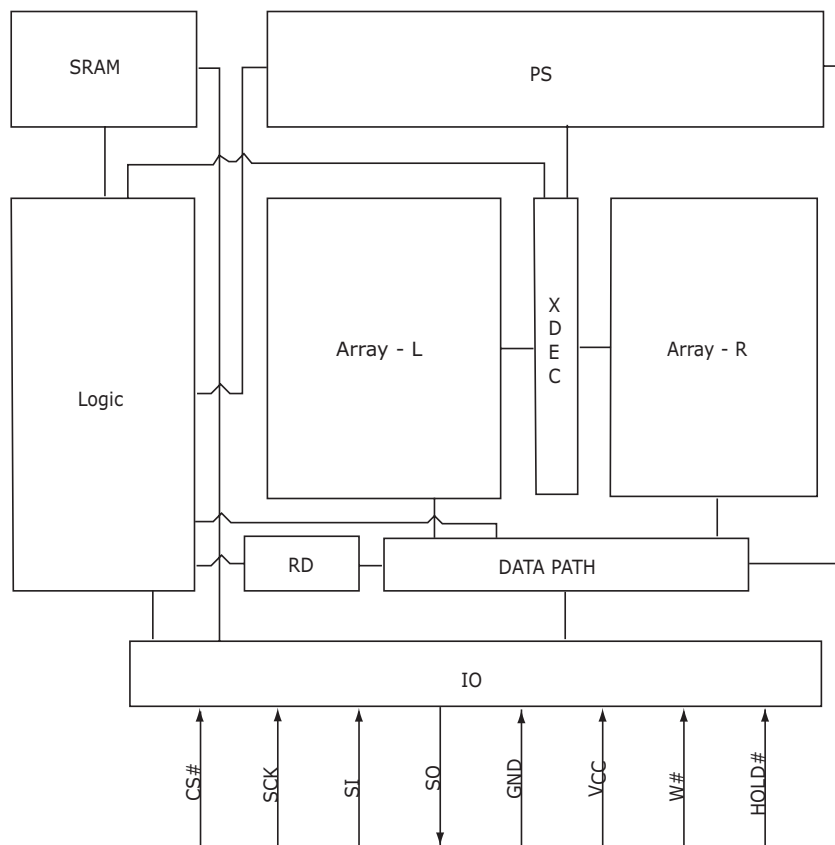 SRAM
PS
Logic
Array - L
X
D
E
C
Array - R
RD
DATA PATH
IO
CS#
SCK
SI
SO
GND
VCC
W#
HOLD#